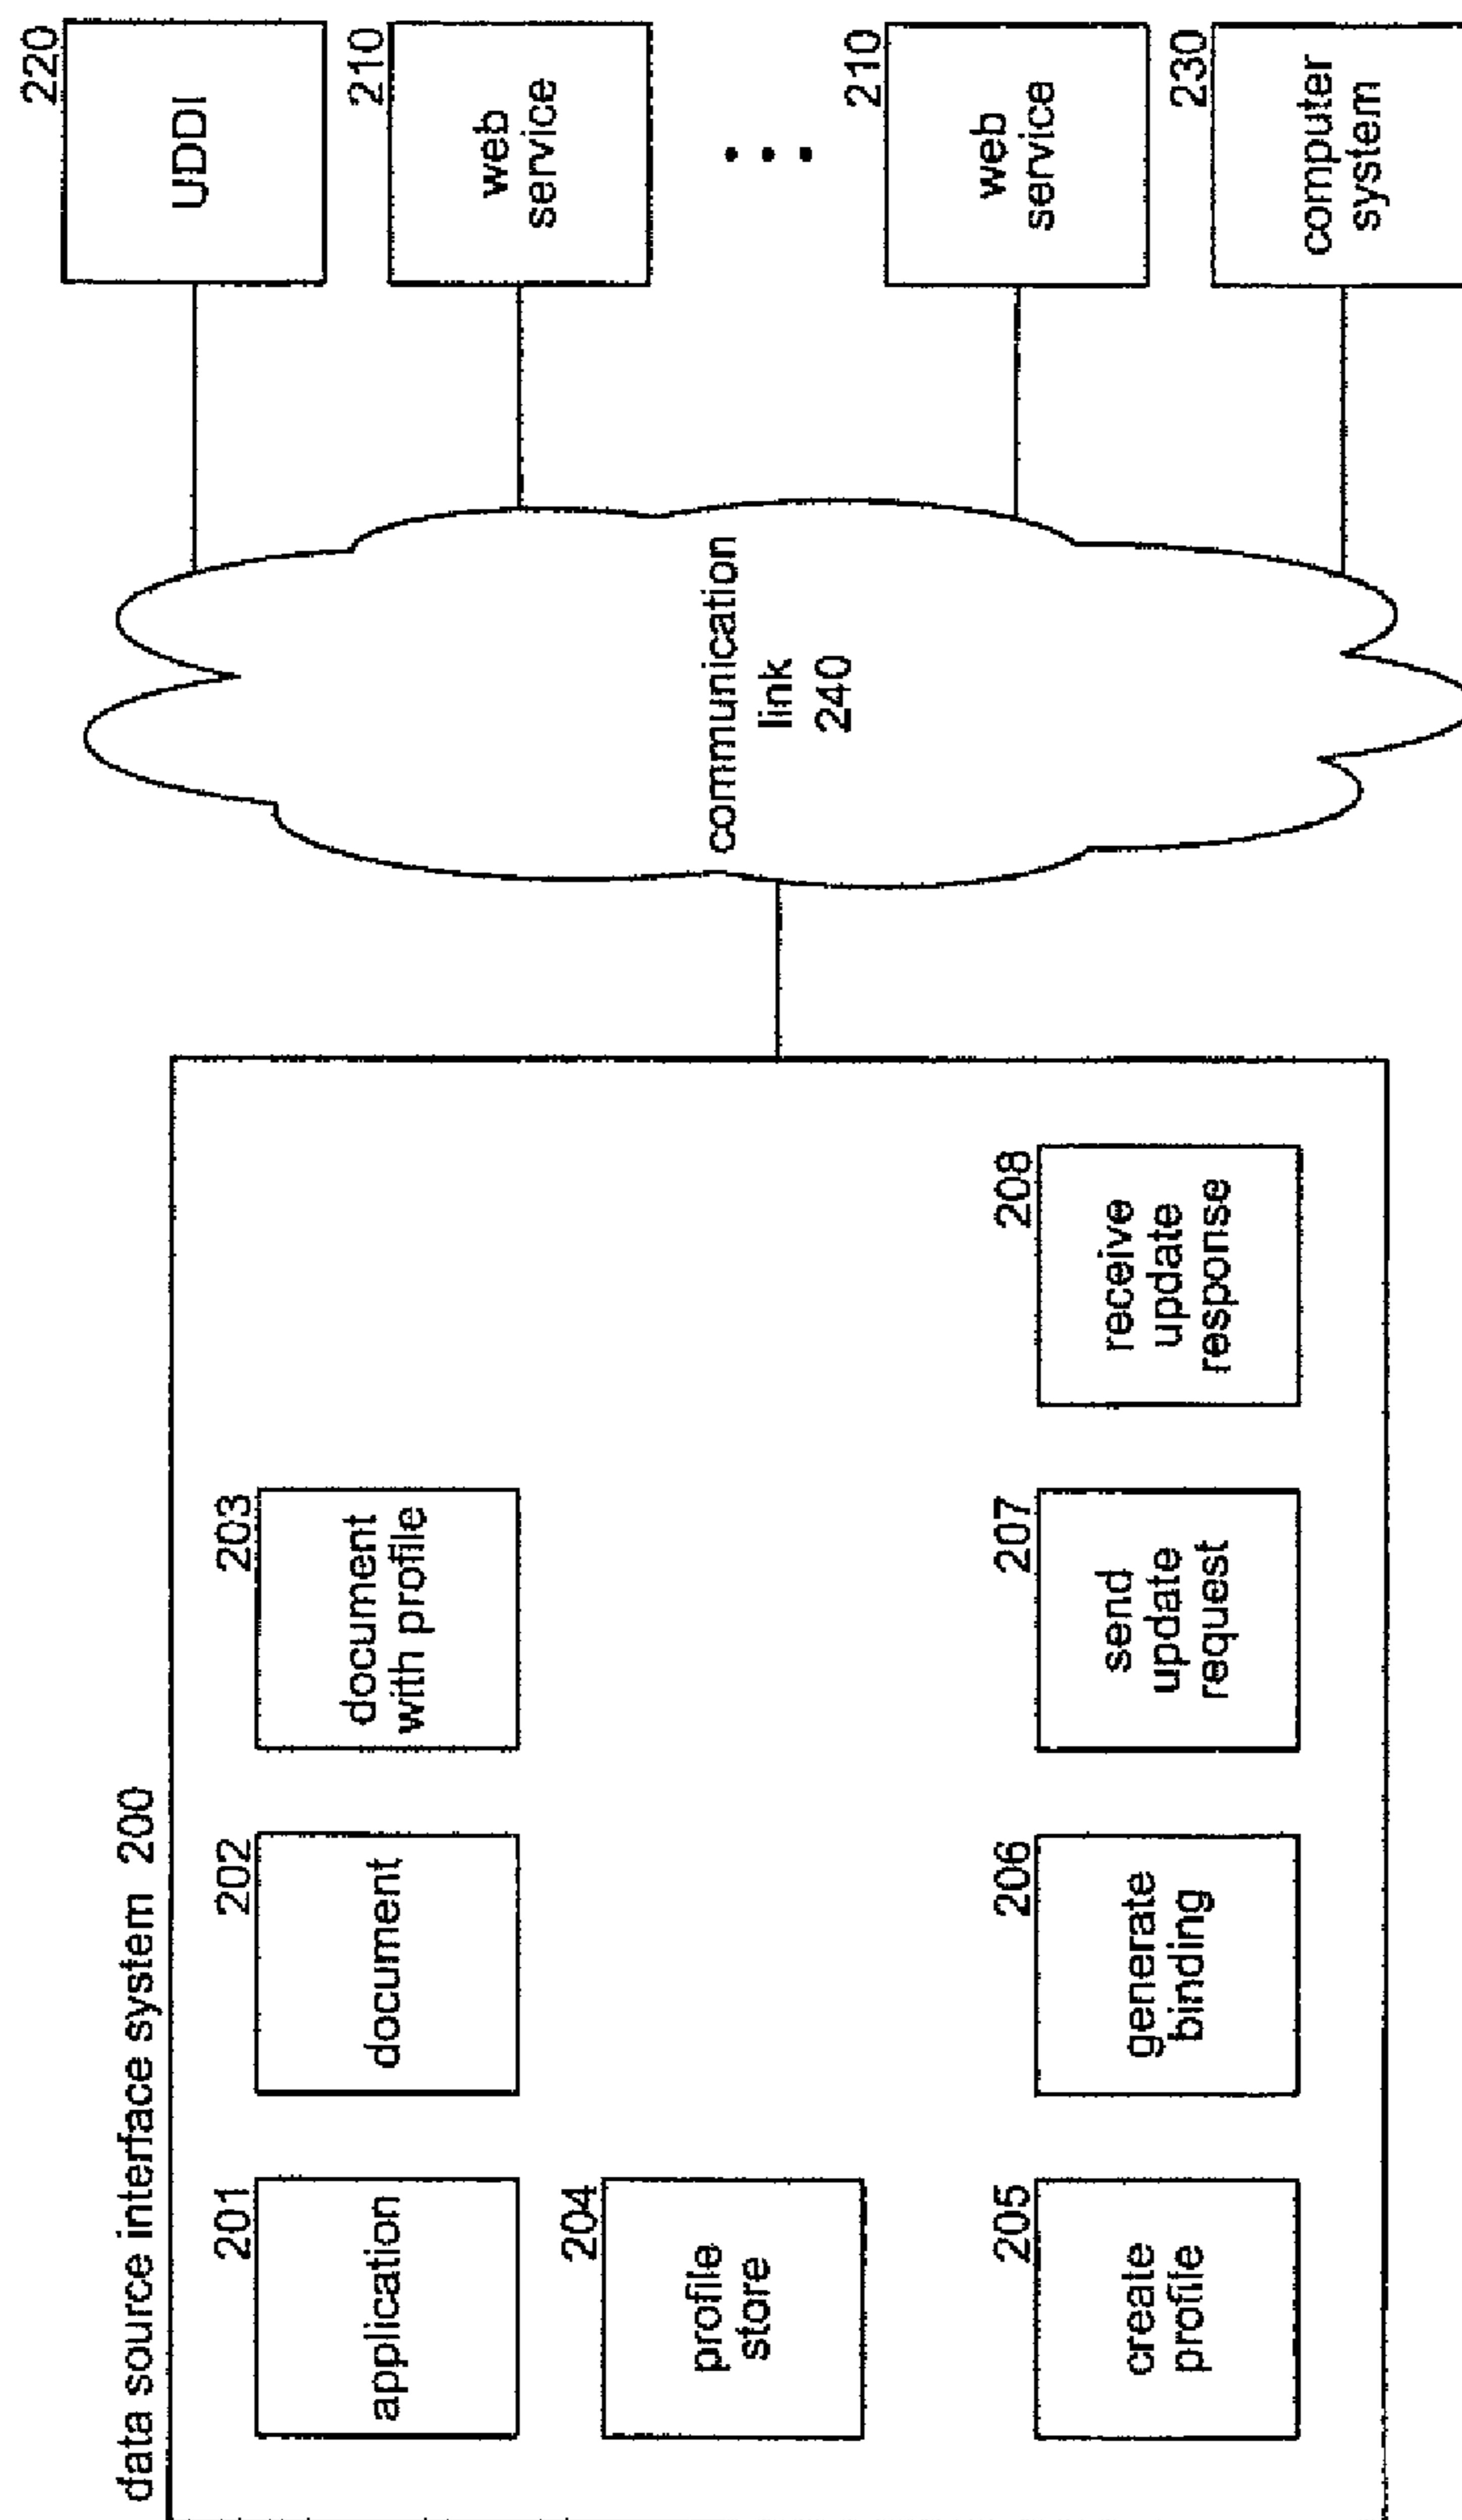 data source interface system 200
201
application
202
document
203
document
with profile
204
profile
store
205
create
profile
206
generate
binding
207
send
update
request
208
receive
update
response
communication
link
240
220
UDDI
210
web
service
210
web
service
230
computer
system